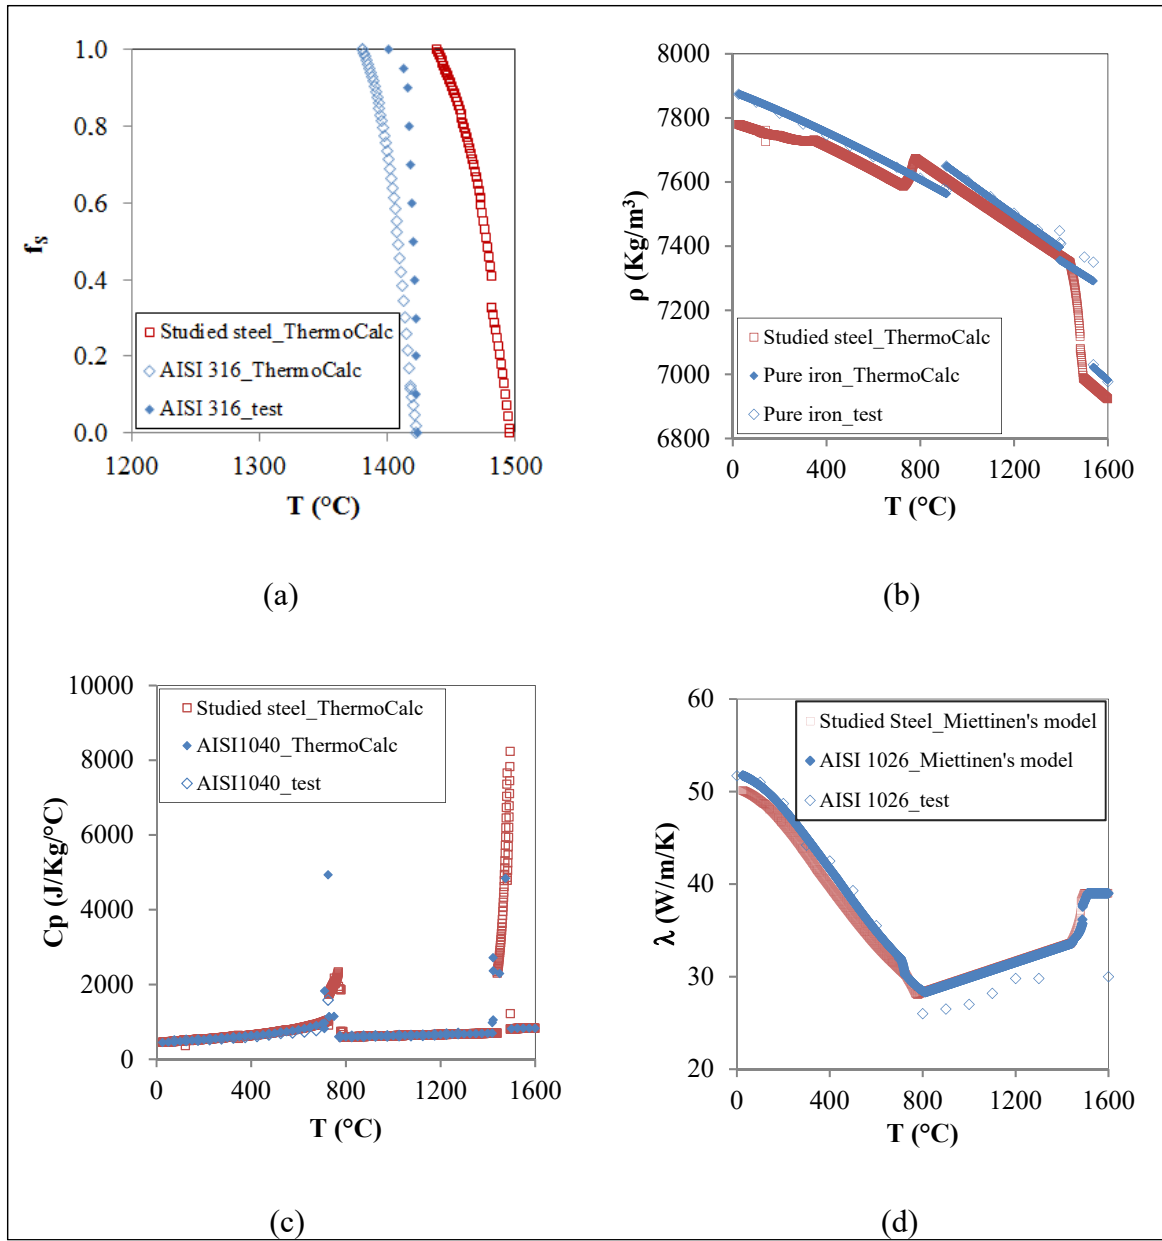 1.0
0.8
0.6
0.4
0.2
0.0
fs
Studied steel_ThermoCalc
AISI 316_ThermoCalc
AISI 316_test
1200
1300
1400
1500
T (°C)
(a)
8000
7800
7600
7400
7200
7000
6800
ρ (Kg/m³)
Studied steel_ThermoCalc
Pure iron_ThermoCalc
Pure iron_test
0
400
800
1200
1600
T (°C)
(b)
10000
8000
6000
4000
2000
0
Cp (J/Kg/°C)
Studied steel_ThermoCalc
AISI1040_ThermoCalc
AISI1040_test
0
400
800
1200
1600
T (°C)
(c)
60
50
40
30
20
λ (W/m/K)
Studied Steel_Miettinen's model
AISI 1026_Miettinen's model
AISI 1026_test
0
400
800
1200
1600
T (°C)
(d)